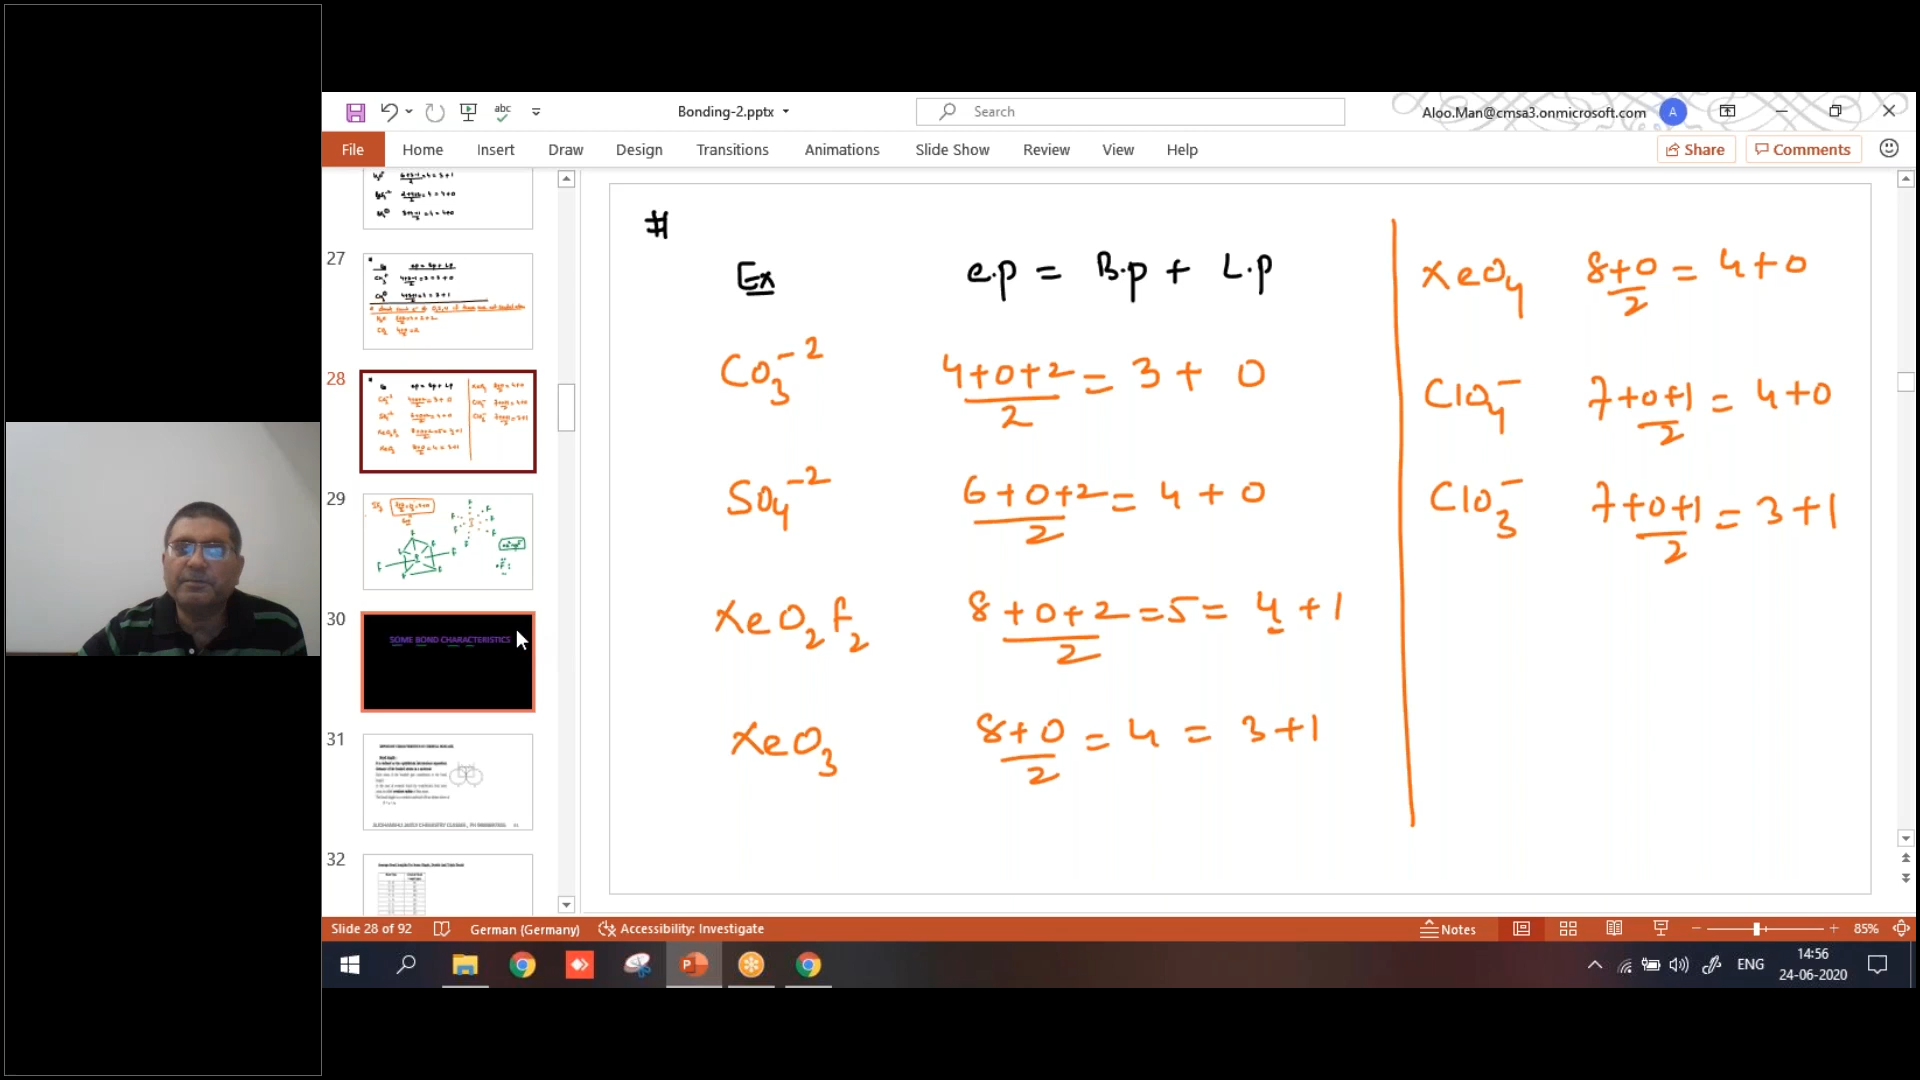 abc
Bonding-2.pptx
Search
Aloo.Man@cmsa3.onmicrosoft.com
A
File Home Insert Draw Design Transitions Animations Slide Show Review View Help
Share
Comments
27
28
29
30
SOME BOND CHARACTERISTICS
31
32
#
Ex e.p = B.p + L.p
CO3^-2 4+0+2/2 = 3 + 0
SO4^-2 6+0+2/2 = 4 + 0
XeO2F2 8+0+2/2 = 5 = 4 + 1
XeO3 8+0/2 = 4 = 3+1
XeO4 8+0/2 = 4+0
ClO4^- 7+0+1/2 = 4+0
ClO3^- 7+0+1/2 = 3+1
Slide 28 of 92
German (Germany)
Accessibility: Investigate
Notes
85%
ENG
14:56
24-06-2020